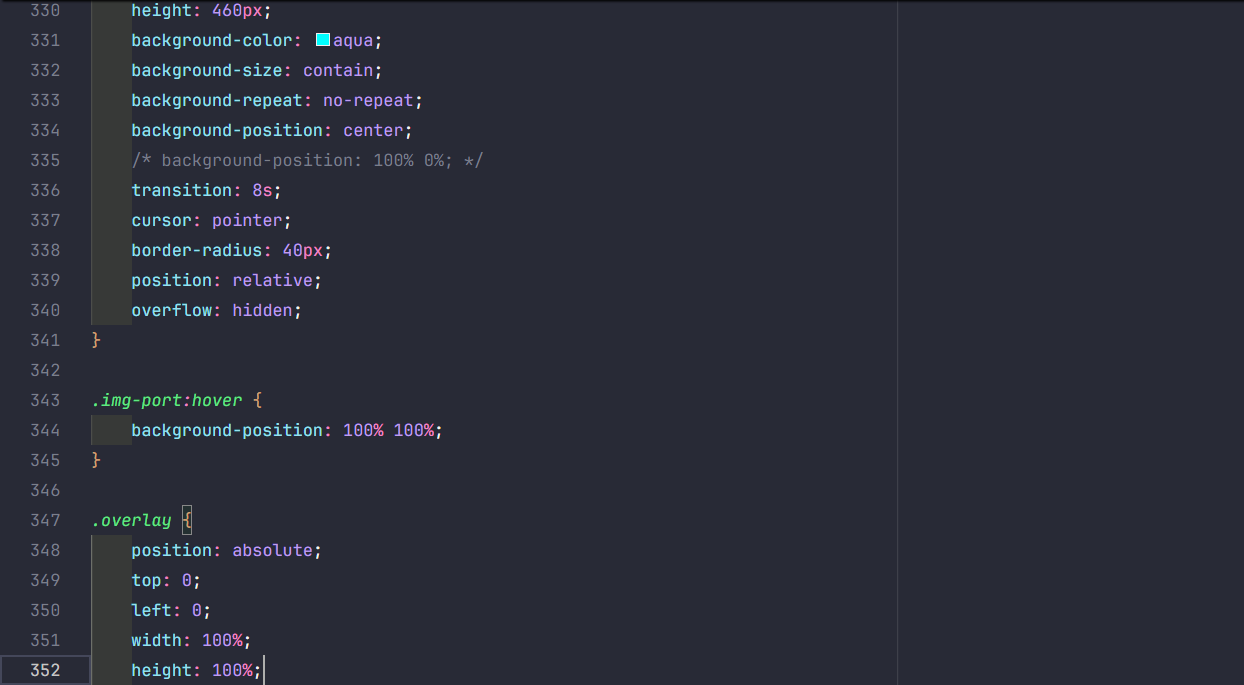 330 height: 460px;
331 background-color: aqua;
332 background-size: contain;
333 background-repeat: no-repeat;
334 background-position: center;
335 /* background-position: 100% 0%; */
336 transition: 8s;
337 cursor: pointer;
338 border-radius: 40px;
339 position: relative;
340 overflow: hidden;
341 }
342
343 .img-port:hover {
344 background-position: 100% 100%;
345 }
346
347 .overlay {
348 position: absolute;
349 top: 0;
350 left: 0;
351 width: 100%;
352 height: 100%;